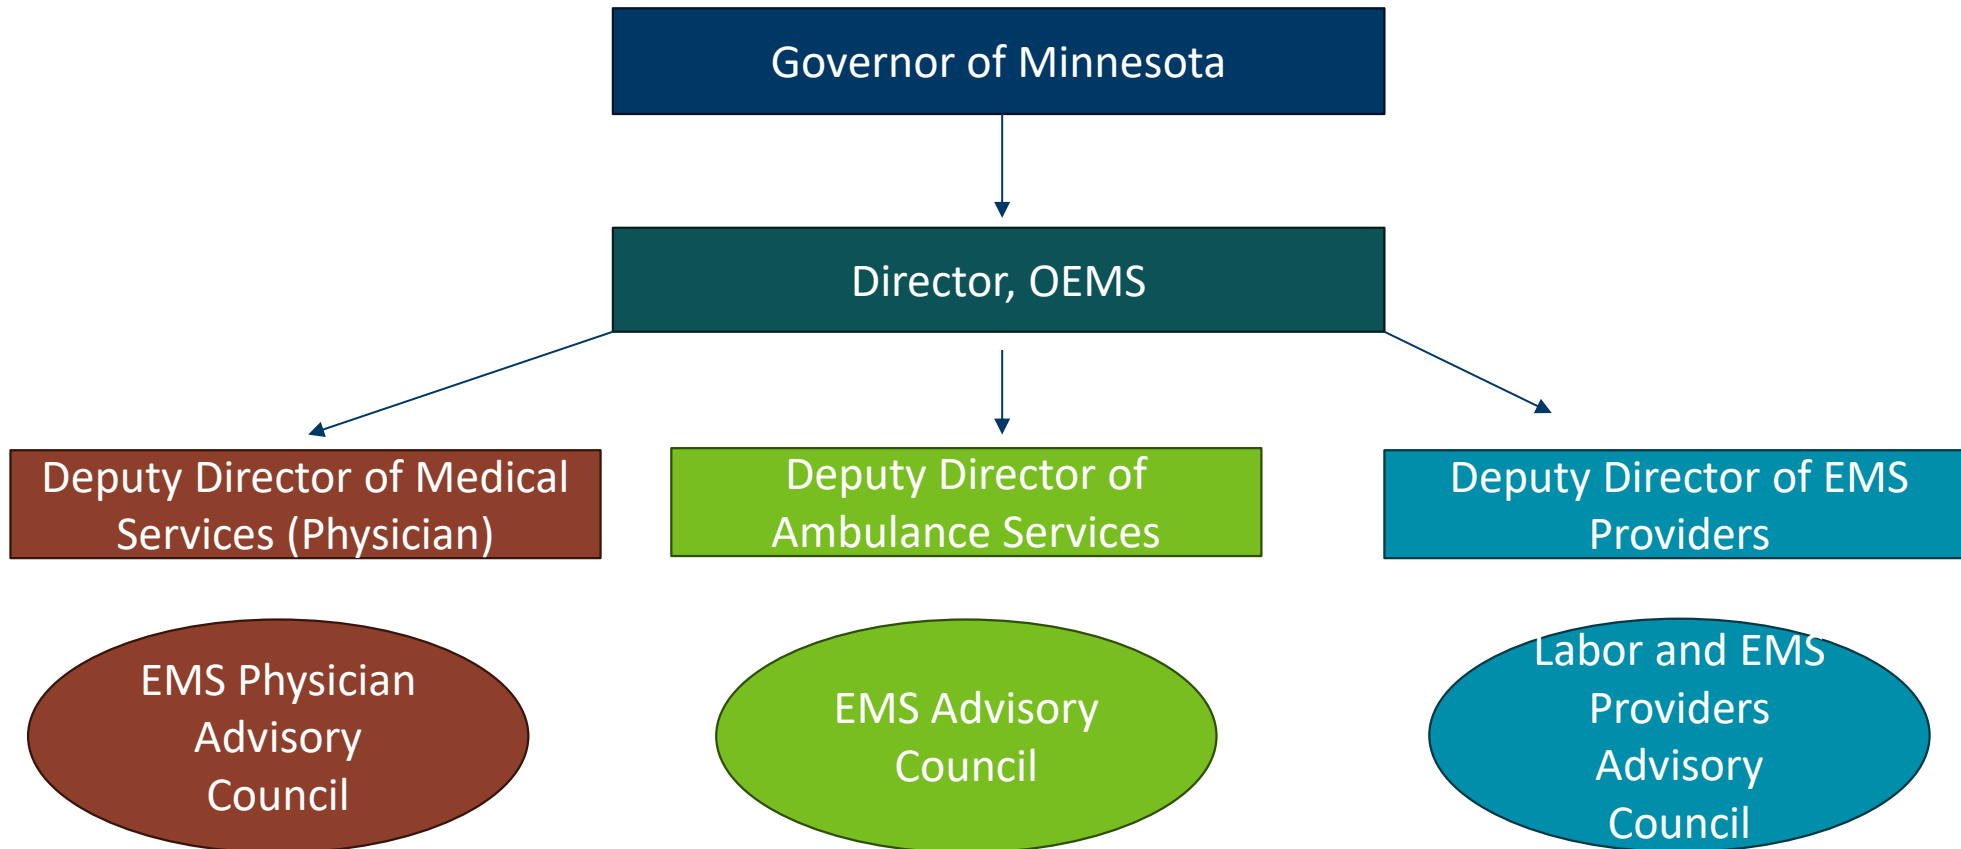 Governor of Minnesota
Director, OEMS
Deputy Director of Medical
Services (Physician)
Deputy Director of
Ambulance Services
Deputy Director of EMS
Providers
EMS Physician
Advisory
Council
EMS Advisory
Council
Labor and EMS
Providers
Advisory
Council